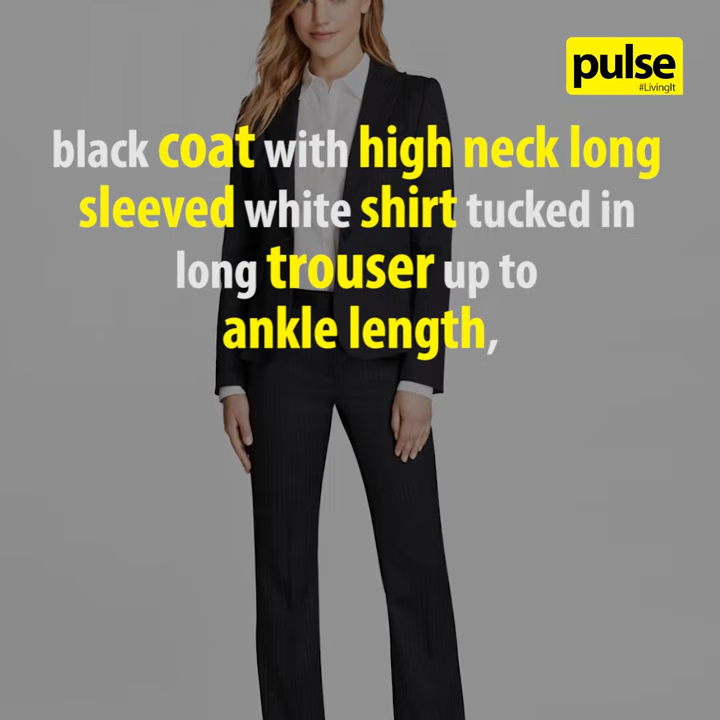 pulse
#LivingIt
black coat with high neck long
sleeved white shirt tucked in
long trouser up to
ankle length,